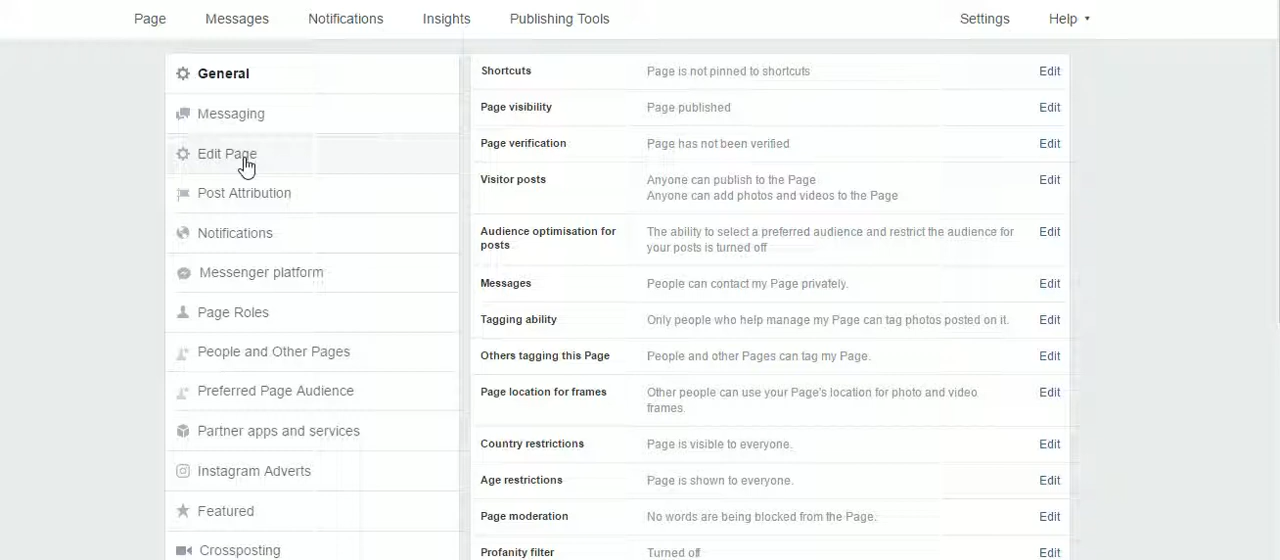 Page Messages Notifications Insights Publishing Tools Settings Help
General
Messaging
Edit Page
Post Attribution
Notifications
Messenger platform
Page Roles
People and Other Pages
Preferred Page Audience
Partner apps and services
Instagram Adverts
Featured
Crossposting
Shortcuts Page is not pinned to shortcuts Edit
Page visibility Page published Edit
Page verification Page has not been verified Edit
Visitor posts Anyone can publish to the Page Edit
Anyone can add photos and videos to the Page
Audience optimisation for The ability to select a preferred audience and restrict the audience for Edit
posts your posts is turned off
Messages People can contact my Page privately. Edit
Tagging ability Only people who help manage my Page can tag photos posted on it. Edit
Others tagging this Page People and other Pages can tag my Page. Edit
Page location for frames Other people can use your Page's location for photo and video Edit
frames.
Country restrictions Page is visible to everyone. Edit
Age restrictions Page is shown to everyone. Edit
Page moderation No words are being blocked from the Page. Edit
Profanity filter Turned off Edit